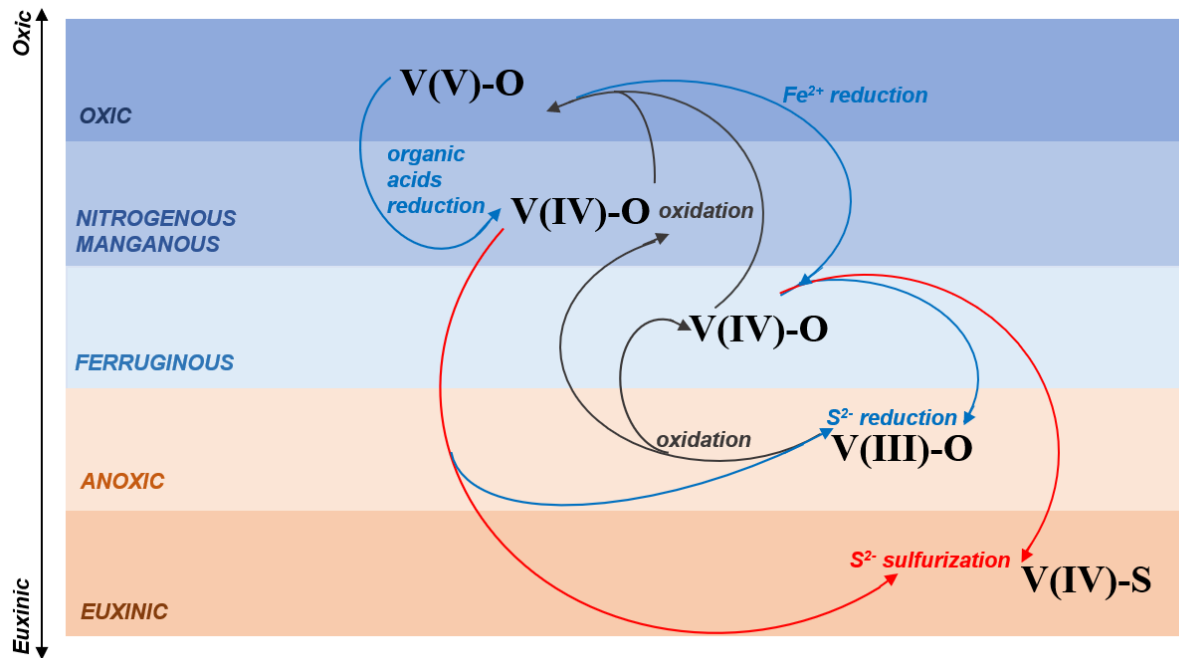 Oxic
V(V)-O
Fe²⁺ reduction
OXIC
organic
acids
reduction
V(IV)-O
oxidation
NITROGENOUS
MANGANOUS
V(IV)-O
FERRUGINOUS
S²⁻ reduction
oxidation
V(III)-O
ANOXIC
S²⁻ sulfurization
V(IV)-S
EUXINIC
Euxinic